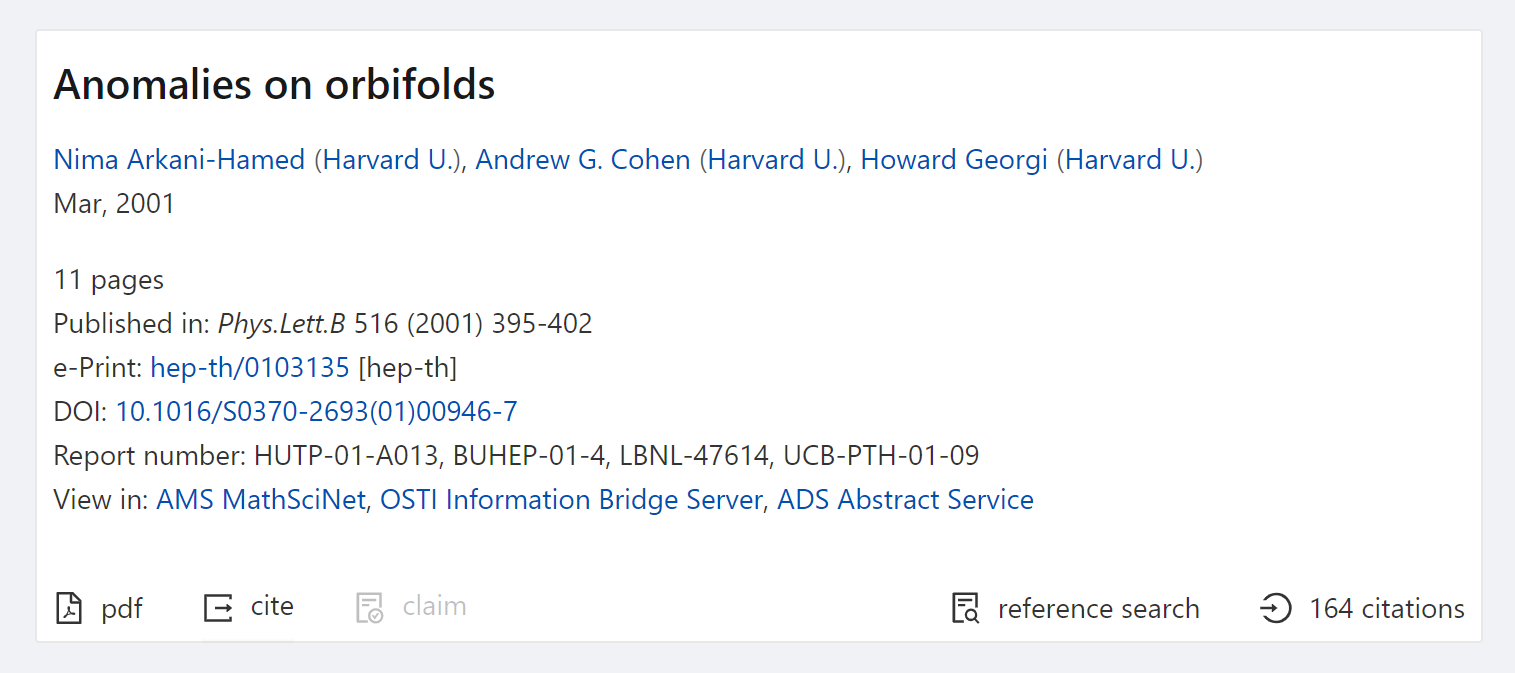 Anomalies on orbifolds
Nima Arkani-Hamed (Harvard U.), Andrew G. Cohen (Harvard U.), Howard Georgi (Harvard U.)
Mar, 2001
11 pages
Published in: Phys.Lett.B 516 (2001) 395-402
e-Print: hep-th/0103135 [hep-th]
DOI: 10.1016/S0370-2693(01)00946-7
Report number: HUTP-01-A013, BUHEP-01-4, LBNL-47614, UCB-PTH-01-09
View in: AMS MathSciNet, OSTI Information Bridge Server, ADS Abstract Service
pdf cite claim reference search 164 citations